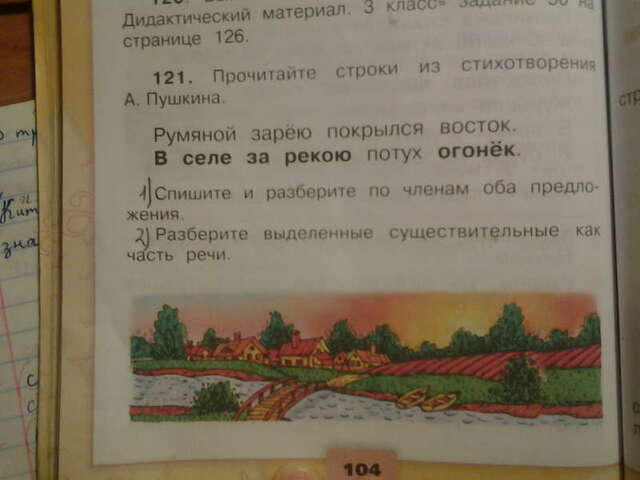 Дидактический материал. 3 класс» Задание 50 на
странице 126.
121. Прочитайте строки из стихотворения
А. Пушкина.
Румяной зарёю покрылся восток.
В селе за рекою потух огонёк.
1) Спишите и разберите по членам оба предло-
жения.
2) Разберите выделенные существительные как
часть речи.
104